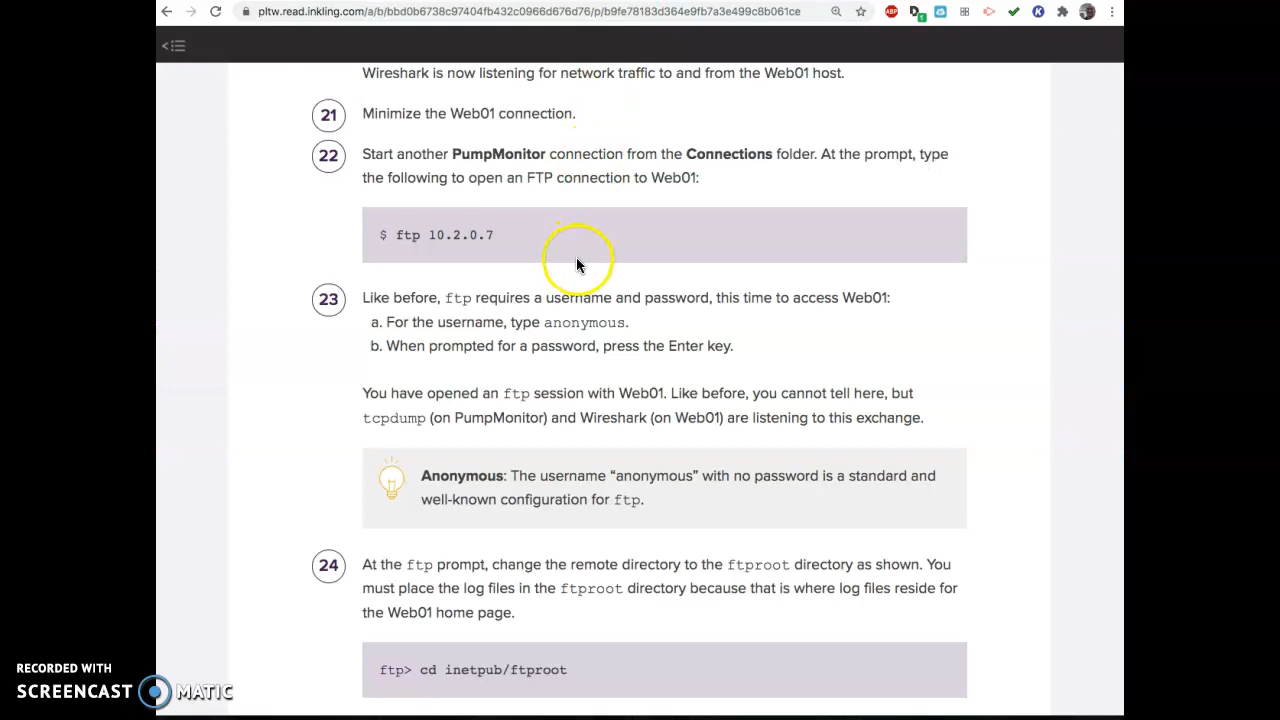 pltw.read.inkling.com/a/b/bbd0b6738c97404fb432c0966d676d76/p/b9fe78183d364e9fb7a3e499c8b061ce
Wireshark is now listening for network traffic to and from the Web01 host.
21
Minimize the Web01 connection.
22
Start another PumpMonitor connection from the Connections folder. At the prompt, type
the following to open an FTP connection to Web01:
$ ftp 10.2.0.7
23
Like before, ftp requires a username and password, this time to access Web01:
a. For the username, type anonymous.
b. When prompted for a password, press the Enter key.
You have opened an ftp session with Web01. Like before, you cannot tell here, but
tcpdump (on PumpMonitor) and Wireshark (on Web01) are listening to this exchange.
Anonymous: The username “anonymous” with no password is a standard and
well-known configuration for ftp.
24
At the ftp prompt, change the remote directory to the ftproot directory as shown. You
must place the log files in the ftproot directory because that is where log files reside for
the Web01 home page.
ftp> cd inetpub/ftproot
RECORDED WITH
SCREENCAST MATIC